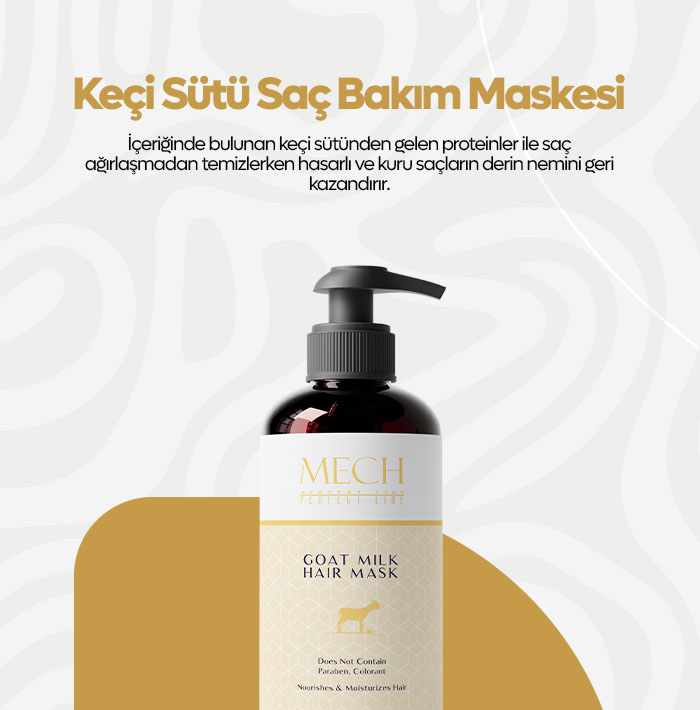 Keçi Sütü Saç Bakım Maskesi
İçeriğinde bulunan keçi sütünden gelen proteinler ile saç
ağırlaşmadan temizlerken hasarlı ve kuru saçların derin nemini geri
kazandırır.
MECH
PERFECT LINE
GOAT MILK
HAIR MASK
Does Not Contain
Paraben, Colorant
Nourishes & Moisturizes Hair